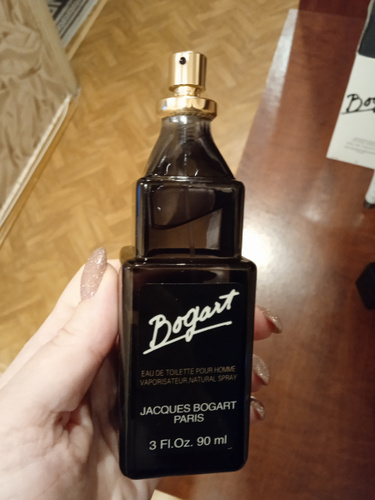 Bogart
EAU DE TOILETTE POUR HOMME
VAPORISATEUR.NATURAL SPRAY
JACQUES BOGART
PARIS
3 Fl.Oz. 90 ml